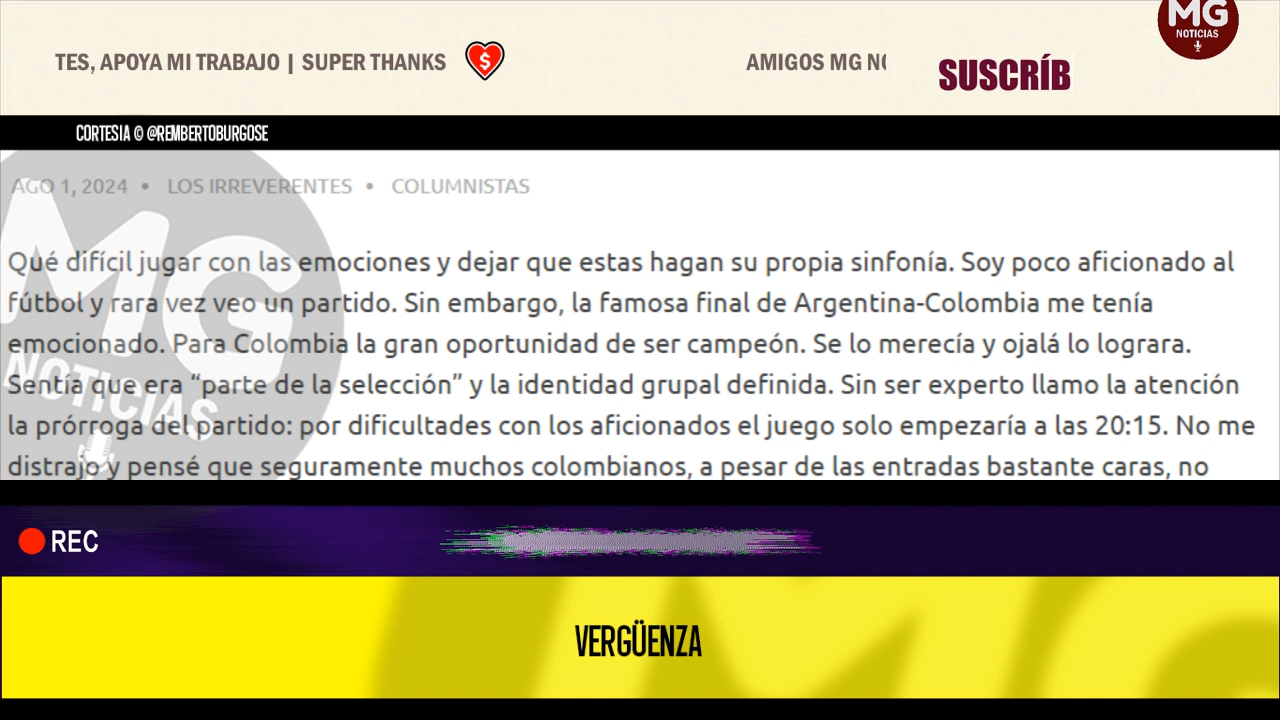 MG
NOTICIAS
TES, APOYA MI TRABAJO | SUPER THANKS $ AMIGOS MG NO
SUSCRÍB
CORTESIA © @REMBERTOBURGOSE
AGO 1, 2024 • LOS IRREVERENTES • COLUMNISTAS
Qué difícil jugar con las emociones y dejar que estas hagan su propia sinfonía. Soy poco aficionado al
fútbol y rara vez veo un partido. Sin embargo, la famosa final de Argentina-Colombia me tenía
emocionado. Para Colombia la gran oportunidad de ser campeón. Se lo merecía y ojalá lo lograra.
Sentía que era “parte de la selección” y la identidad grupal definida. Sin ser experto llamo la atención
la prórroga del partido: por dificultades con los aficionados el juego solo empezaría a las 20:15. No me
distrajo y pensé que seguramente muchos colombianos, a pesar de las entradas bastante caras, no
MG
NOTICIAS
REC
VERGÜENZA